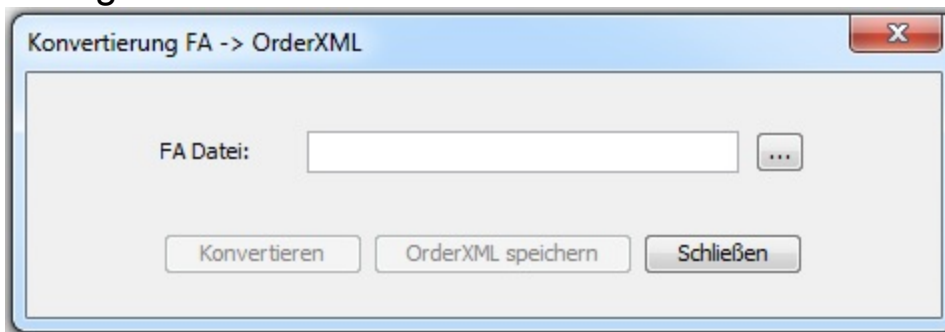 Konvertierung FA -> OrderXML
FA Datei:
...
Konvertieren OrderXML speichern Schließen